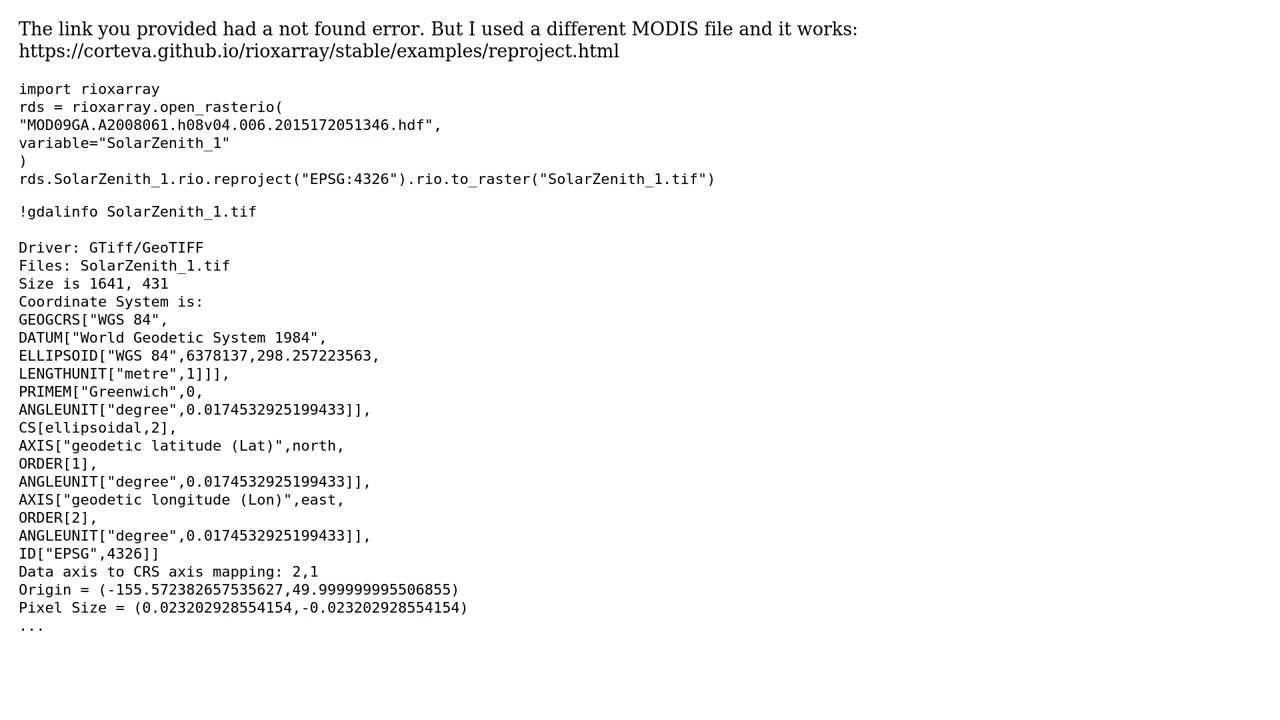 The link you provided had a not found error. But I used a different MODIS file and it works:
https://corteva.github.io/rioxarray/stable/examples/reproject.html
import rioxarray
rds = rioxarray.open_rasterio(
"MOD09GA.A2008061.h08v04.006.2015172051346.hdf",
variable="SolarZenith_1"
)
rds.SolarZenith_1.rio.reproject("EPSG:4326").rio.to_raster("SolarZenith_1.tif")
!gdalinfo SolarZenith_1.tif
Driver: GTiff/GeoTIFF
Files: SolarZenith_1.tif
Size is 1641, 431
Coordinate System is:
GEOGCRS["WGS 84",
DATUM["World Geodetic System 1984",
ELLIPSOID["WGS 84",6378137,298.257223563,
LENGTHUNIT["metre",1]]],
PRIMEM["Greenwich",0,
ANGLEUNIT["degree",0.0174532925199433]],
CS[ellipsoidal,2],
AXIS["geodetic latitude (Lat)",north,
ORDER[1],
ANGLEUNIT["degree",0.0174532925199433]],
AXIS["geodetic longitude (Lon)",east,
ORDER[2],
ANGLEUNIT["degree",0.0174532925199433]],
ID["EPSG",4326]]
Data axis to CRS axis mapping: 2,1
Origin = (-155.572382657535627,49.999999995506855)
Pixel Size = (0.023202928554154,-0.023202928554154)
...